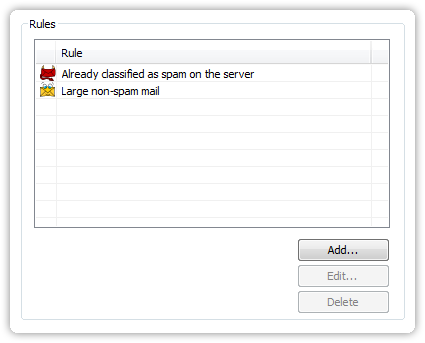 Rules
Rule
Already classified as spam on the server
Large non-spam mail
Add...
Edit...
Delete